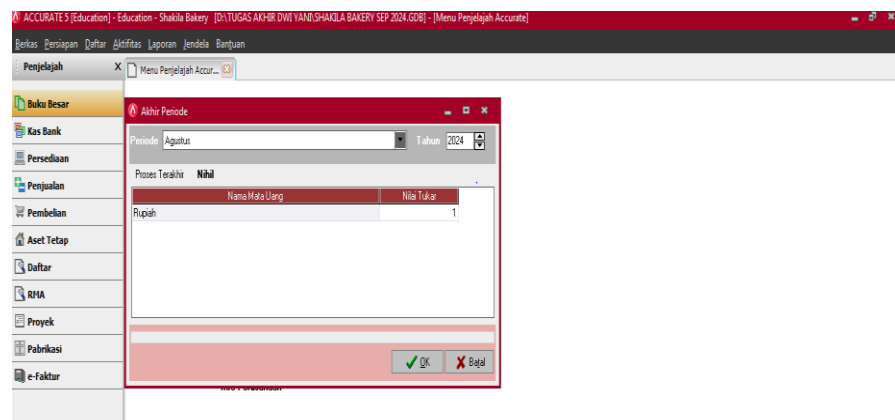 ACCURATE 5 [Education] - Education - Shakila Bakery [D:\TUGAS AKHIR DWI YANI\SHAKILA BAKERY SEP 2024.GDB] - [Menu Penjelajah Accurate]
Berkas Persiapan Daftar Aktifitas Laporan Jendela Bantuan
Penjelajah X Menu Penjelajah Accur...
Buku Besar
Kas Bank
Persediaan
Penjualan
Pembelian
Aset Tetap
Daftar
RMA
Proyek
Pabrikasi
e-Faktur
Akhir Periode
Periode Agustus Tahun 2024
Proses Terakhir Nihil
Nama Mata Uang Nilai Tukar
Rupiah 1
OK Batal